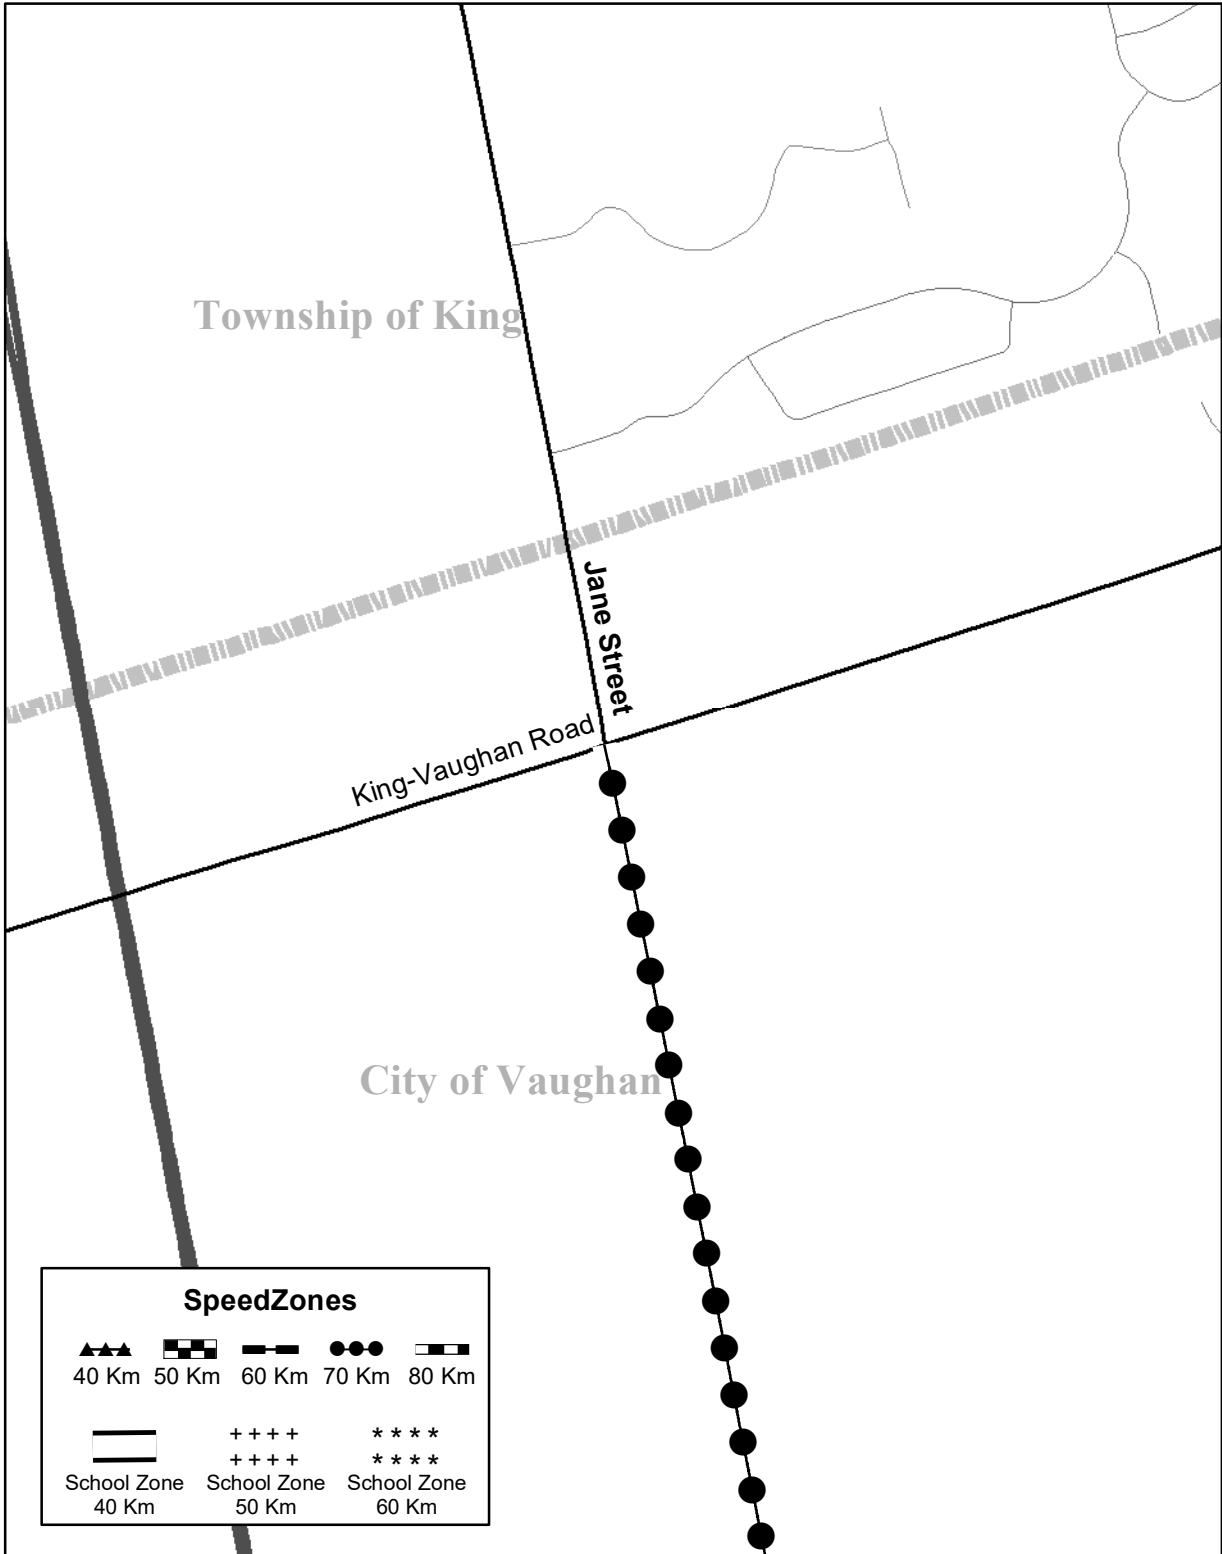 Township of King
Jane Street
King-Vaughan Road
City of Vaughan
SpeedZones
40 Km 50 Km 60 Km 70 Km 80 Km
+ + + + * * * *
+ + + + * * * *
School Zone School Zone School Zone
40 Km 50 Km 60 Km